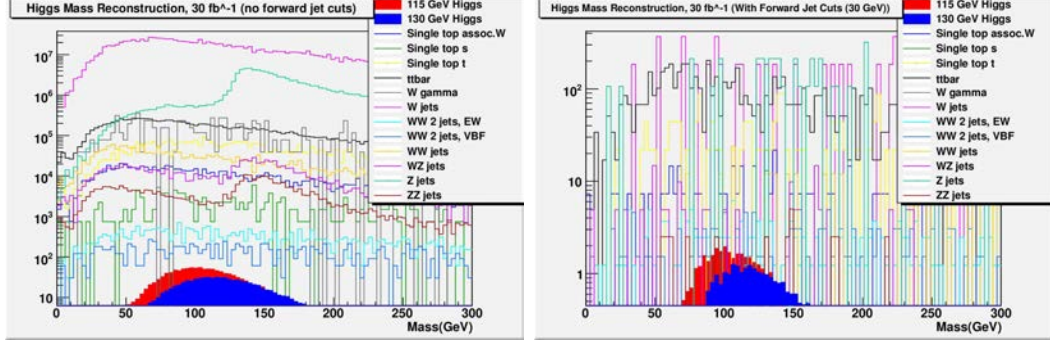 Higgs Mass Reconstruction, 30 fb^-1 (no forward jet cuts)
115 GeV Higgs
130 GeV Higgs
Single top assoc.W
Single top s
Single top t
ttbar
W gamma
W jets
WW 2 jets, EW
WW 2 jets, VBF
WW jets
WZ jets
Z jets
ZZ jets
10^7
10^6
10^5
10^4
10^3
10^2
10
0 50 100 150 200 250 300
Mass(GeV)
Higgs Mass Reconstruction, 30 fb^-1 (With Forward Jet Cuts (30 GeV))
115 GeV Higgs
130 GeV Higgs
Single top assoc.W
Single top s
Single top t
ttbar
W gamma
W jets
WW 2 jets, EW
WW 2 jets, VBF
WW jets
WZ jets
Z jets
ZZ jets
10^2
10
1
0 50 100 150 200 250 300
Mass(GeV)